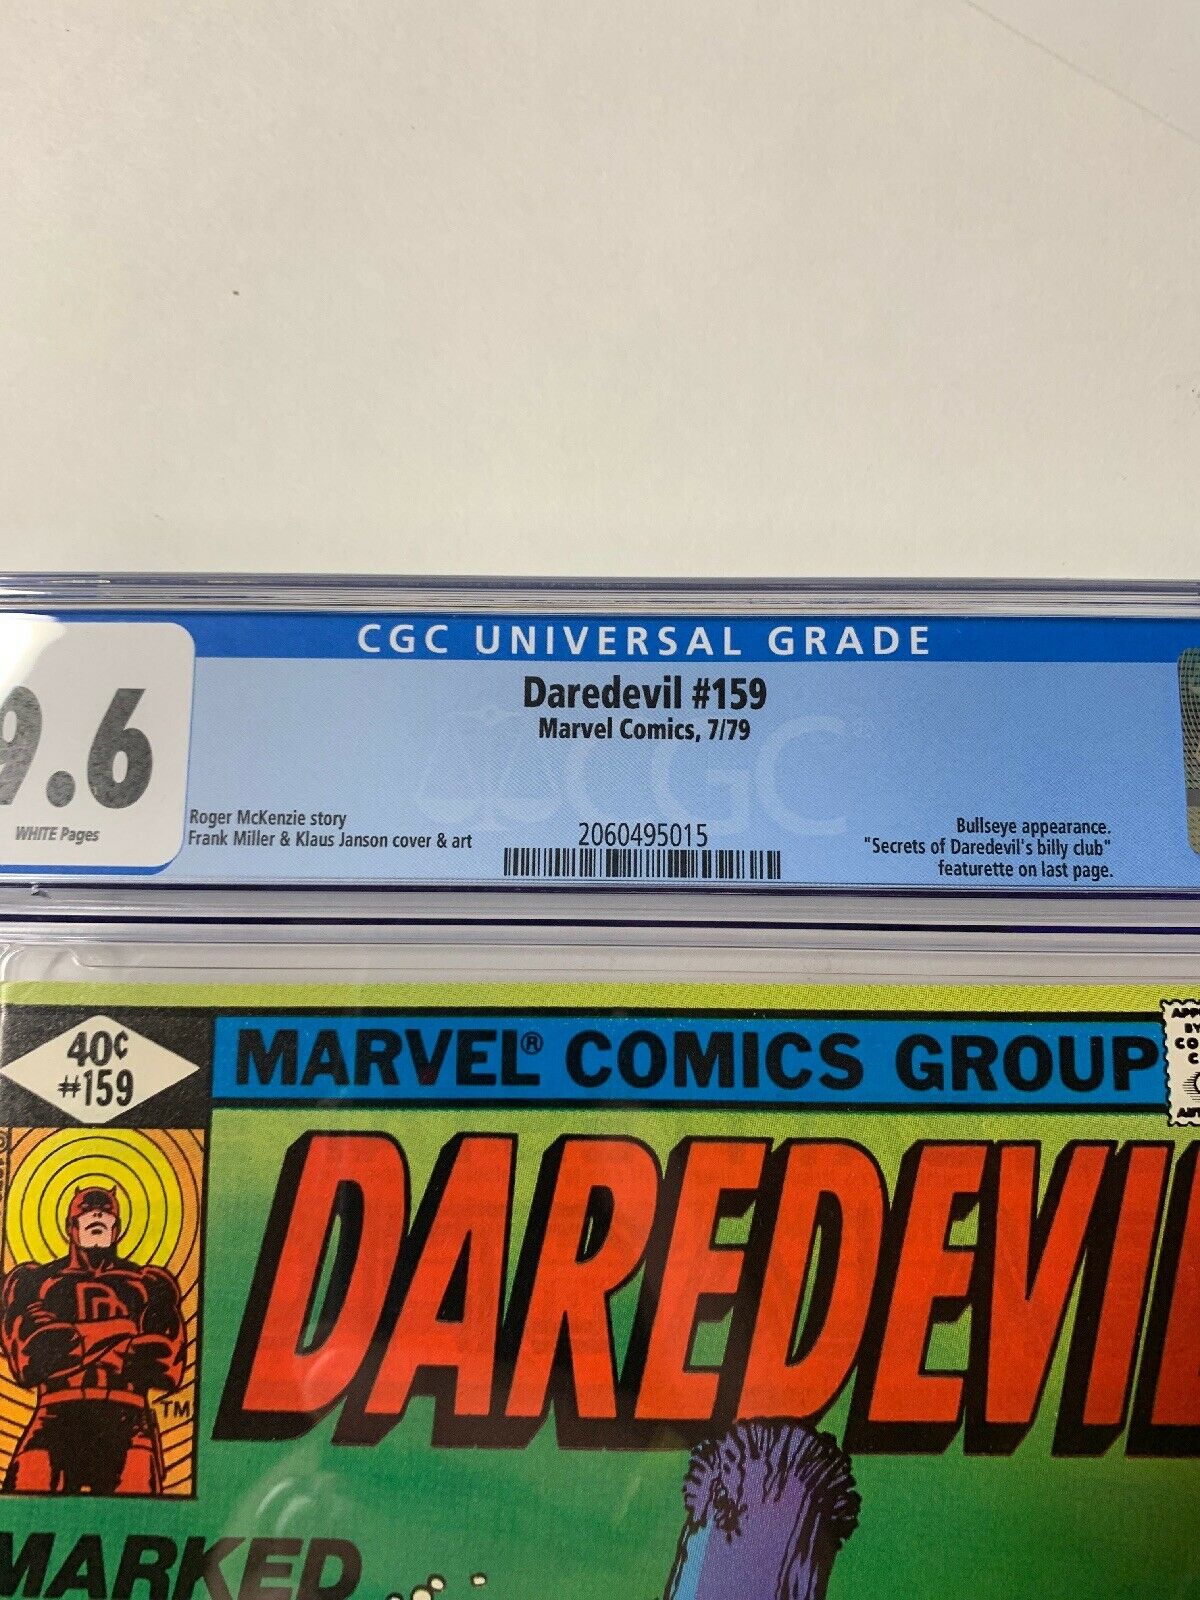 CGC UNIVERSAL GRADE
9.6
WHITE Pages
Daredevil #159
Marvel Comics, 7/79
CGC
Roger McKenzie story
Frank Miller & Klaus Janson cover & art
2060495015
Bullseye appearance.
"Secrets of Daredevil's billy club"
featurette on last page.
40¢
#159
MARVEL® COMICS GROUP
DAREDEVIL
TM
MARKED